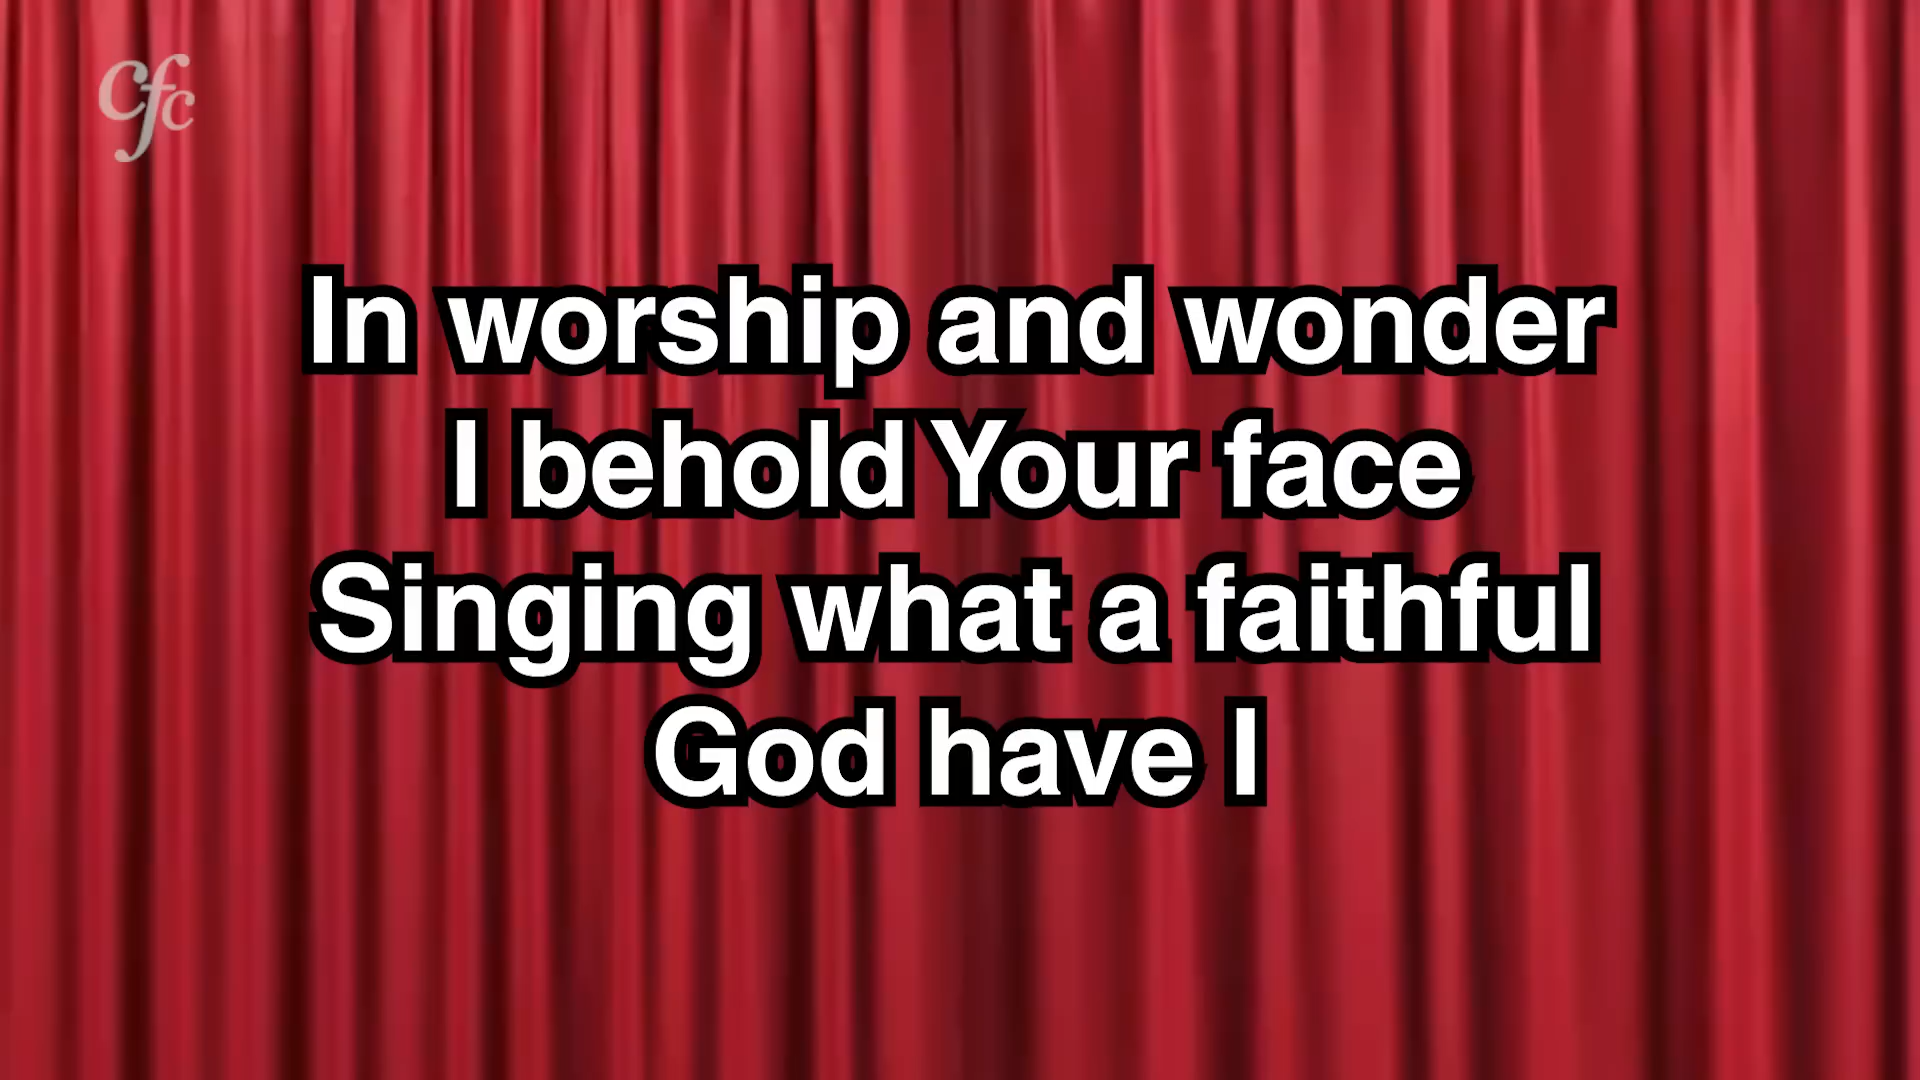 cfc
In worship and wonder
I behold Your face
Singing what a faithful
God have I